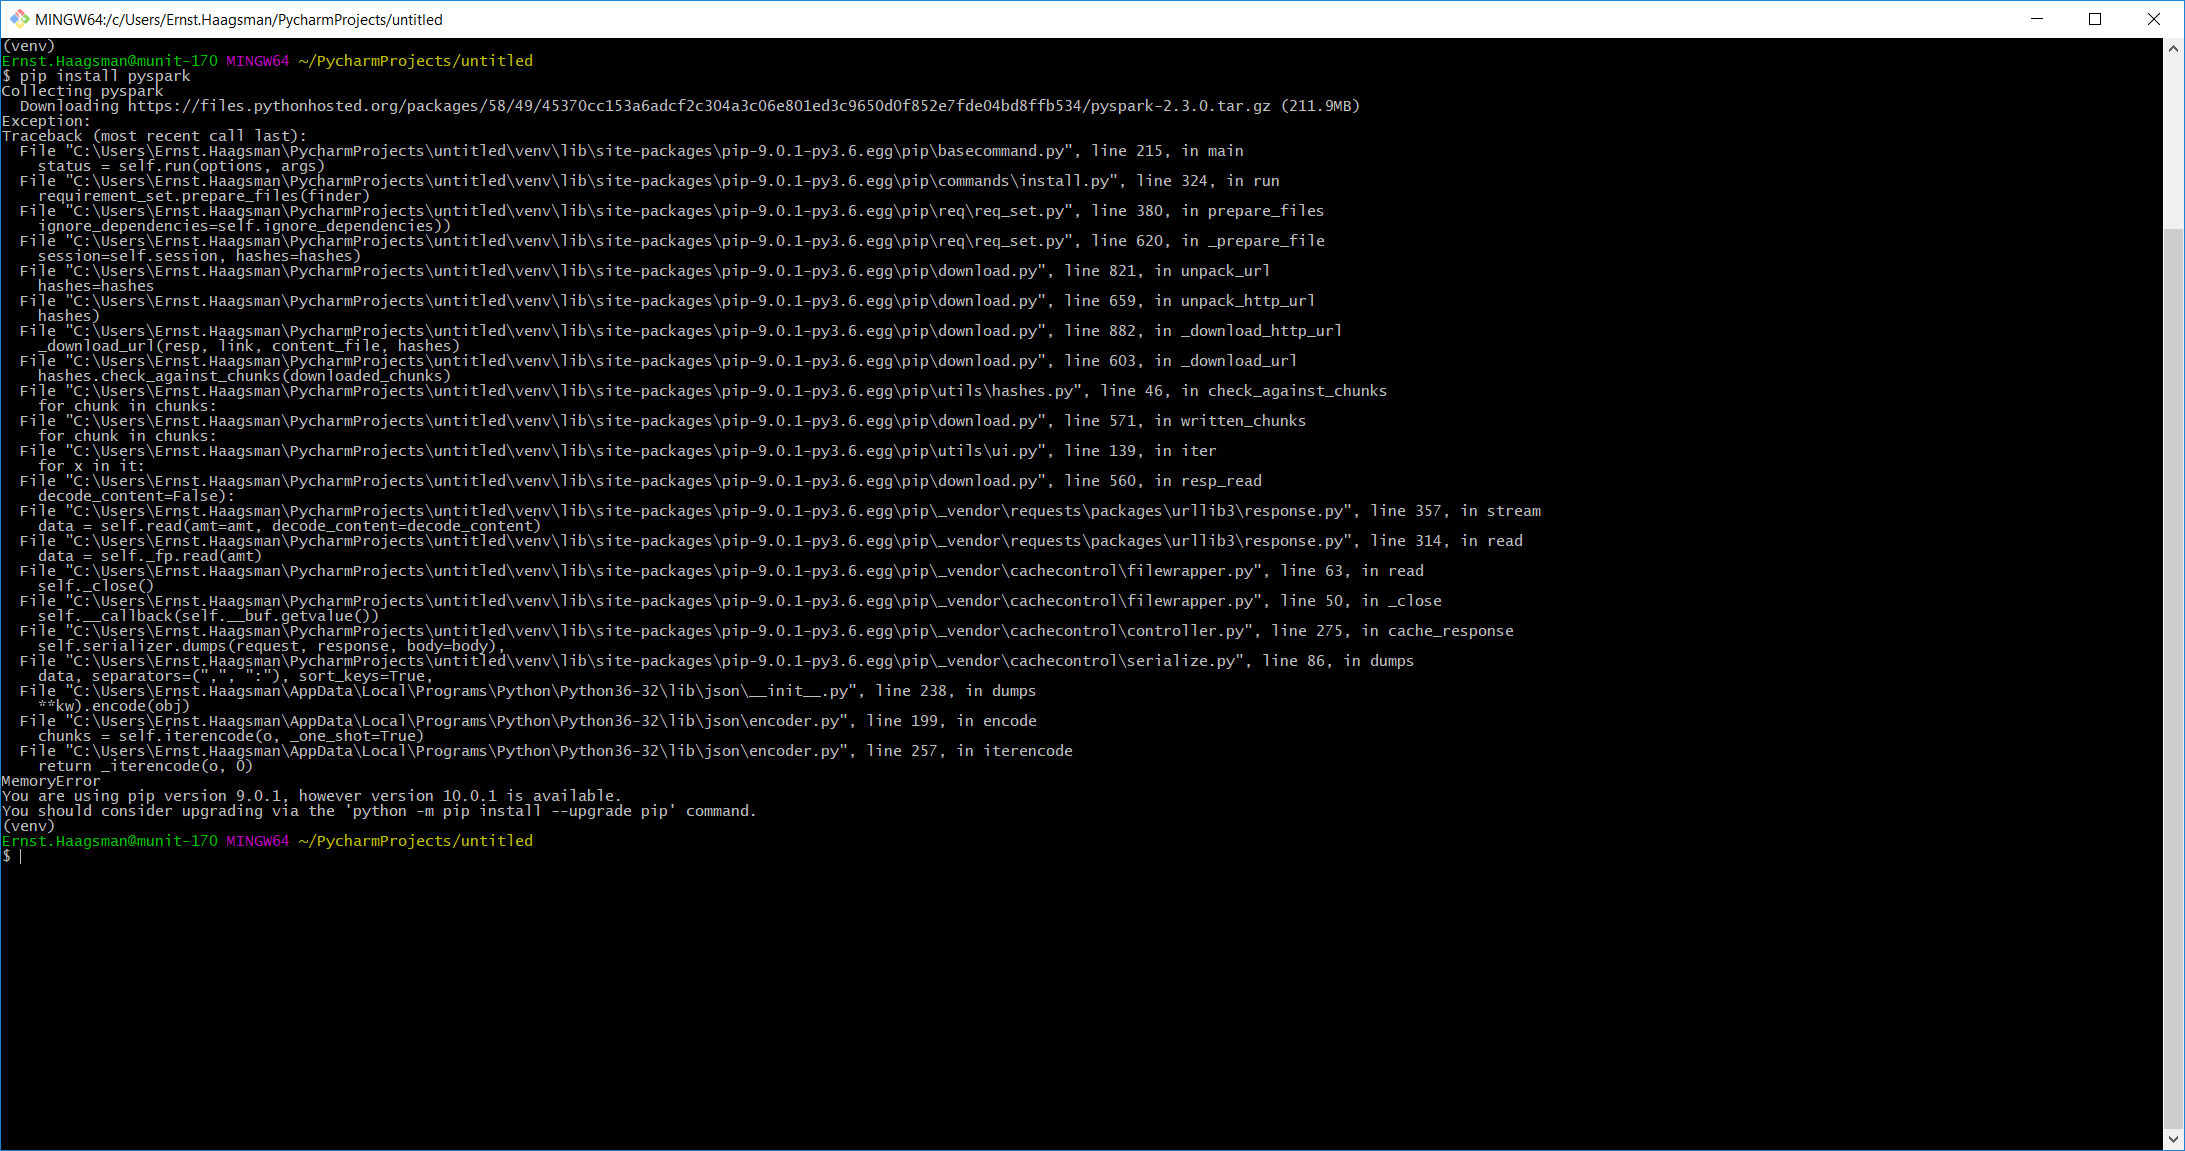 MINGW64:/c/Users/Ernst.Haagsman/PycharmProjects/untitled
(venv)
Ernst.Haagsman@munit-170 MINGW64 ~/PycharmProjects/untitled
$ pip install pyspark
Collecting pyspark
  Downloading https://files.pythonhosted.org/packages/58/49/45370cc153a6adcf2c304a3c06e801ed3c9650d0f852e7fde04bd8ffb534/pyspark-2.3.0.tar.gz (211.9MB)
Exception:
Traceback (most recent call last):
  File "C:\Users\Ernst.Haagsman\PycharmProjects\untitled\venv\lib\site-packages\pip-9.0.1-py3.6.egg\pip\basecommand.py", line 215, in main
    status = self.run(options, args)
  File "C:\Users\Ernst.Haagsman\PycharmProjects\untitled\venv\lib\site-packages\pip-9.0.1-py3.6.egg\pip\commands\install.py", line 324, in run
    requirement_set.prepare_files(finder)
  File "C:\Users\Ernst.Haagsman\PycharmProjects\untitled\venv\lib\site-packages\pip-9.0.1-py3.6.egg\pip\req\req_set.py", line 380, in prepare_files
    ignore_dependencies=self.ignore_dependencies))
  File "C:\Users\Ernst.Haagsman\PycharmProjects\untitled\venv\lib\site-packages\pip-9.0.1-py3.6.egg\pip\req\req_set.py", line 620, in _prepare_file
    session=self.session, hashes=hashes)
  File "C:\Users\Ernst.Haagsman\PycharmProjects\untitled\venv\lib\site-packages\pip-9.0.1-py3.6.egg\pip\download.py", line 821, in unpack_url
    hashes=hashes
  File "C:\Users\Ernst.Haagsman\PycharmProjects\untitled\venv\lib\site-packages\pip-9.0.1-py3.6.egg\pip\download.py", line 659, in unpack_http_url
    hashes)
  File "C:\Users\Ernst.Haagsman\PycharmProjects\untitled\venv\lib\site-packages\pip-9.0.1-py3.6.egg\pip\download.py", line 882, in _download_http_url
    _download_url(resp, link, content_file, hashes)
  File "C:\Users\Ernst.Haagsman\PycharmProjects\untitled\venv\lib\site-packages\pip-9.0.1-py3.6.egg\pip\download.py", line 603, in _download_url
    hashes.check_against_chunks(downloaded_chunks)
  File "C:\Users\Ernst.Haagsman\PycharmProjects\untitled\venv\lib\site-packages\pip-9.0.1-py3.6.egg\pip\utils\hashes.py", line 46, in check_against_chunks
    for chunk in chunks:
  File "C:\Users\Ernst.Haagsman\PycharmProjects\untitled\venv\lib\site-packages\pip-9.0.1-py3.6.egg\pip\download.py", line 571, in written_chunks
    for chunk in chunks:
  File "C:\Users\Ernst.Haagsman\PycharmProjects\untitled\venv\lib\site-packages\pip-9.0.1-py3.6.egg\pip\utils\ui.py", line 139, in iter
    for x in it:
  File "C:\Users\Ernst.Haagsman\PycharmProjects\untitled\venv\lib\site-packages\pip-9.0.1-py3.6.egg\pip\download.py", line 560, in resp_read
    decode_content=False):
  File "C:\Users\Ernst.Haagsman\PycharmProjects\untitled\venv\lib\site-packages\pip-9.0.1-py3.6.egg\pip\_vendor\requests\packages\urllib3\response.py", line 357, in stream
    data = self.read(amt=amt, decode_content=decode_content)
  File "C:\Users\Ernst.Haagsman\PycharmProjects\untitled\venv\lib\site-packages\pip-9.0.1-py3.6.egg\pip\_vendor\requests\packages\urllib3\response.py", line 314, in read
    data = self._fp.read(amt)
  File "C:\Users\Ernst.Haagsman\PycharmProjects\untitled\venv\lib\site-packages\pip-9.0.1-py3.6.egg\pip\_vendor\cachecontrol\filewrapper.py", line 63, in read
    self._close()
  File "C:\Users\Ernst.Haagsman\PycharmProjects\untitled\venv\lib\site-packages\pip-9.0.1-py3.6.egg\pip\_vendor\cachecontrol\filewrapper.py", line 50, in _close
    self.__callback(self.__buf.getvalue())
  File "C:\Users\Ernst.Haagsman\PycharmProjects\untitled\venv\lib\site-packages\pip-9.0.1-py3.6.egg\pip\_vendor\cachecontrol\controller.py", line 275, in cache_response
    self.serializer.dumps(request, response, body=body),
  File "C:\Users\Ernst.Haagsman\PycharmProjects\untitled\venv\lib\site-packages\pip-9.0.1-py3.6.egg\pip\_vendor\cachecontrol\serialize.py", line 86, in dumps
    data, separators=(",", ":"), sort_keys=True,
  File "C:\Users\Ernst.Haagsman\AppData\Local\Programs\Python\Python36-32\lib\json\__init__.py", line 238, in dumps
    **kw).encode(obj)
  File "C:\Users\Ernst.Haagsman\AppData\Local\Programs\Python\Python36-32\lib\json\encoder.py", line 199, in encode
    chunks = self.iterencode(o, _one_shot=True)
  File "C:\Users\Ernst.Haagsman\AppData\Local\Programs\Python\Python36-32\lib\json\encoder.py", line 257, in iterencode
    return _iterencode(o, 0)
MemoryError
You are using pip version 9.0.1, however version 10.0.1 is available.
You should consider upgrading via the 'python -m pip install --upgrade pip' command.
(venv)
Ernst.Haagsman@munit-170 MINGW64 ~/PycharmProjects/untitled
$